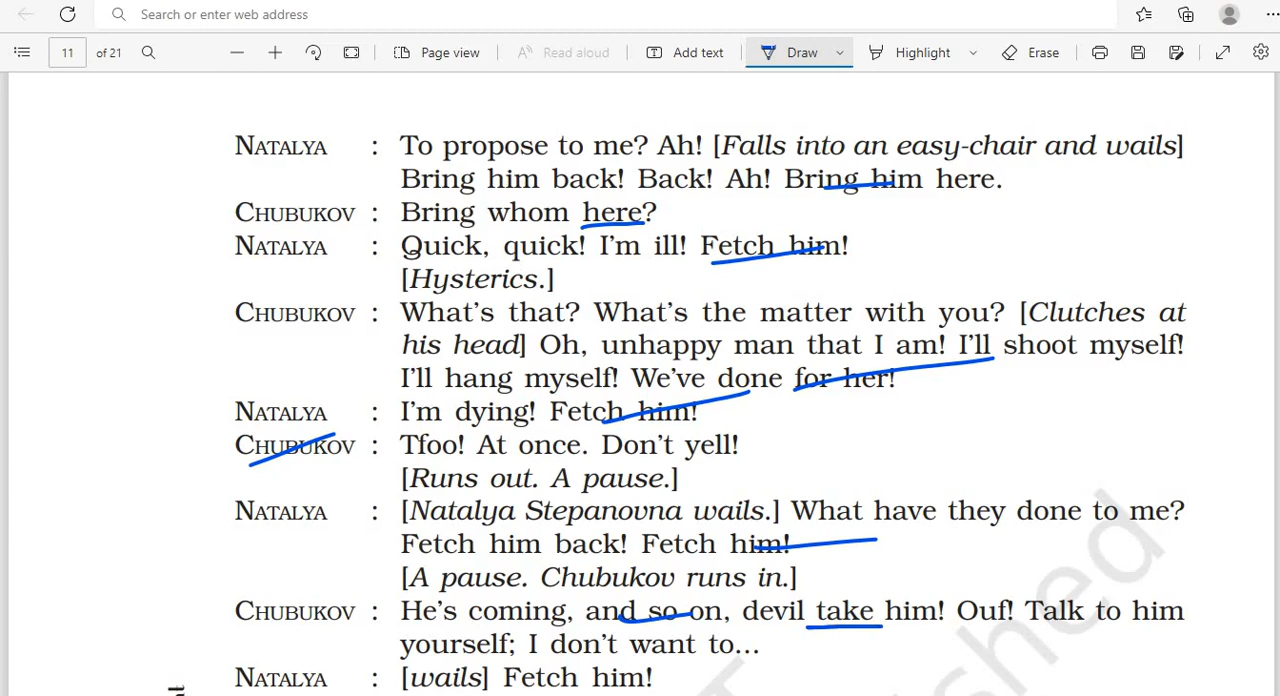 Search or enter web address
11 of 21 Page view Read aloud Add text Draw Highlight Erase
NATALYA : To propose to me? Ah! [Falls into an easy-chair and wails]
Bring him back! Back! Ah! Bring him here.
CHUBUKOV : Bring whom here?
NATALYA : Quick, quick! I'm ill! Fetch him!
[Hysterics.]
CHUBUKOV : What's that? What's the matter with you? [Clutches at
his head] Oh, unhappy man that I am! I'll shoot myself!
I'll hang myself! We've done for her!
NATALYA : I'm dying! Fetch him!
CHUBUKOV : Tfoo! At once. Don't yell!
[Runs out. A pause.]
NATALYA : [Natalya Stepanovna wails.] What have they done to me?
Fetch him back! Fetch him!
[A pause. Chubukov runs in.]
CHUBUKOV : He's coming, and so on, devil take him! Ouf! Talk to him
yourself; I don't want to...
NATALYA : [wails] Fetch him!